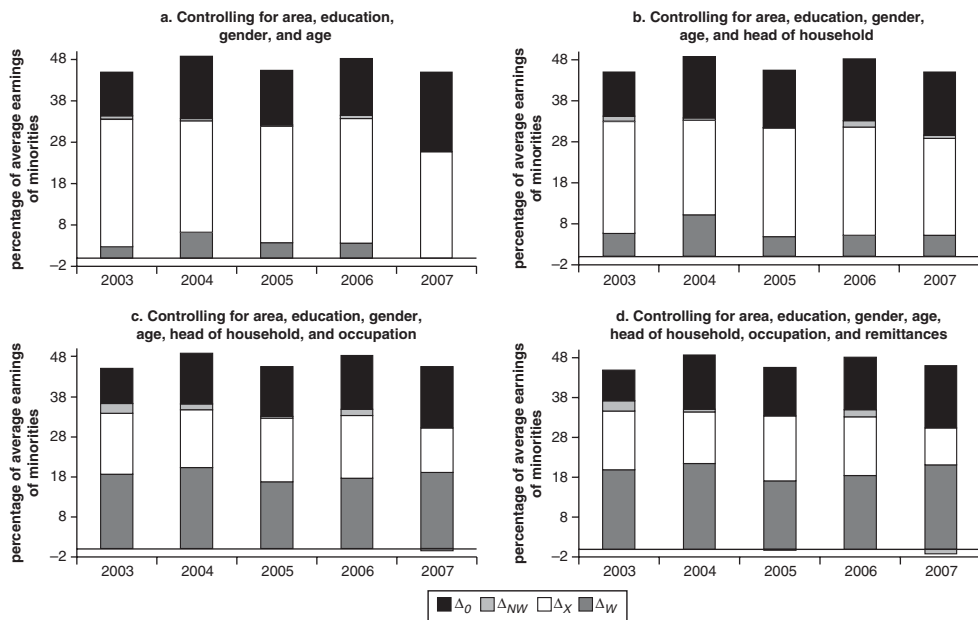 a. Controlling for area, education,
gender, and age
percentage of average earnings
of minorities
48
38
28
18
8
–2
2003 2004 2005 2006 2007
b. Controlling for area, education, gender,
age, and head of household
percentage of average earnings
of minorities
48
38
28
18
8
–2
2003 2004 2005 2006 2007
c. Controlling for area, education, gender,
age, head of household, and occupation
percentage of average earnings
of minorities
48
38
28
18
8
–2
2003 2004 2005 2006 2007
d. Controlling for area, education, gender, age,
head of household, occupation, and remittances
percentage of average earnings
of minorities
48
38
28
18
8
–2
2003 2004 2005 2006 2007
Δ0 ΔNW ΔX ΔW